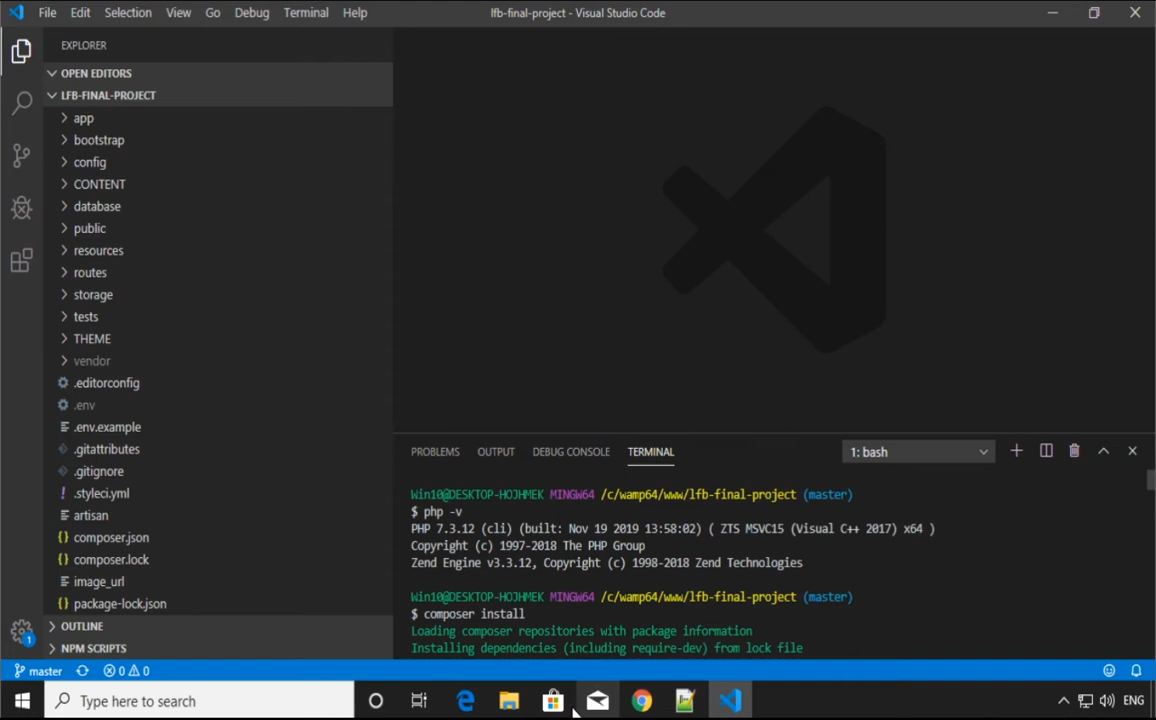 File Edit Selection View Go Debug Terminal Help
lfb-final-project - Visual Studio Code
EXPLORER
OPEN EDITORS
LFB-FINAL-PROJECT
app
bootstrap
config
CONTENT
database
public
resources
routes
storage
tests
THEME
vendor
.editorconfig
.env
.env.example
.gitattributes
.gitignore
.styleci.yml
artisan
composer.json
composer.lock
image_url
package-lock.json
OUTLINE
NPM SCRIPTS
PROBLEMS OUTPUT DEBUG CONSOLE TERMINAL
1: bash
Win10@DESKTOP-HOJHMEK MINGW64 /c/wamp64/www/lfb-final-project (master)
$ php -v
PHP 7.3.12 (cli) (built: Nov 19 2019 13:58:02) ( ZTS MSVC15 (Visual C++ 2017) x64 )
Copyright (c) 1997-2018 The PHP Group
Zend Engine v3.3.12, Copyright (c) 1998-2018 Zend Technologies
Win10@DESKTOP-HOJHMEK MINGW64 /c/wamp64/www/lfb-final-project (master)
$ composer install
Loading composer repositories with package information
Installing dependencies (including require-dev) from lock file
1
master 0 0
Type here to search
ENG